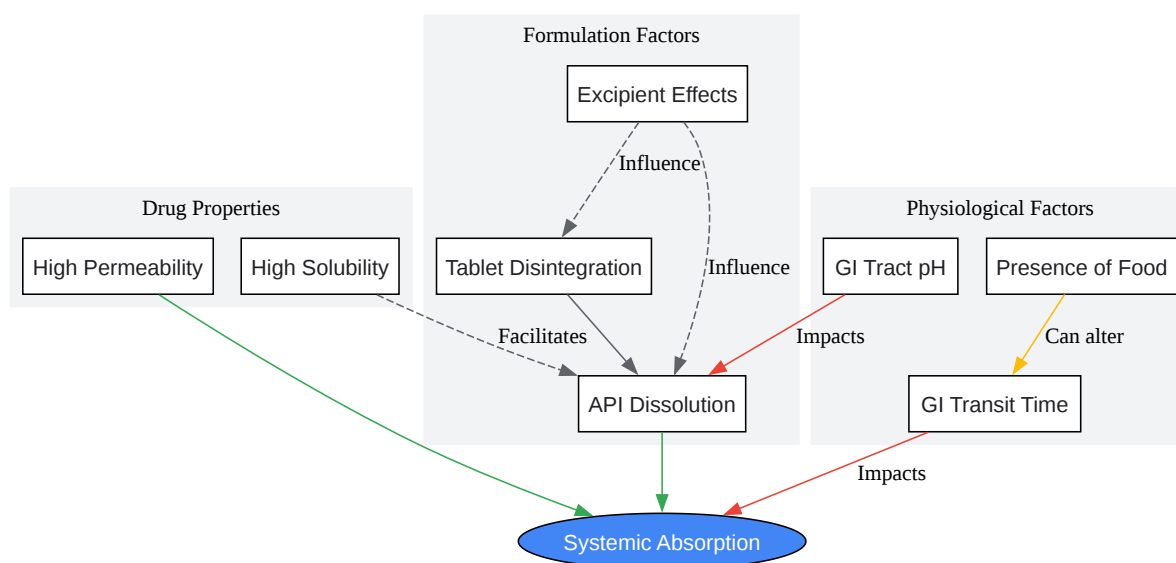 Formulation Factors
Excipient Effects
Influence
Drug Properties
Physiological Factors
High Permeability
High Solubility
Tablet Disintegration
Influence
GI Tract pH
Presence of Food
Facilitates
Impacts
Can alter
API Dissolution
GI Transit Time
Impacts
Systemic Absorption